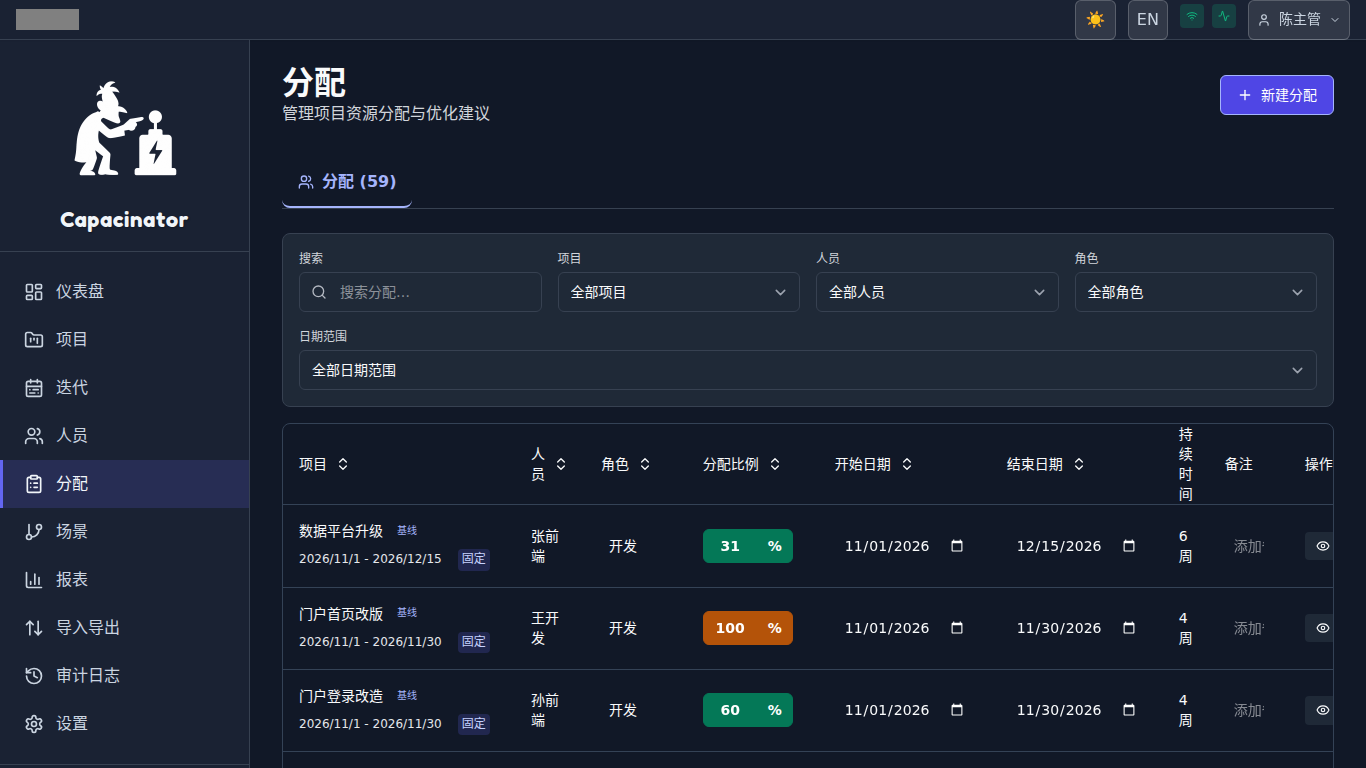 EN
陈主管
Capacinator
仪表盘
项目
迭代
人员
分配
场景
报表
导入导出
审计日志
设置
分配
管理项目资源分配与优化建议
新建分配
分配 (59)
搜索
项目
人员
角色
搜索分配...
全部项目
全部人员
全部角色
日期范围
全部日期范围
项目
人员
角色
分配比例
开始日期
结束日期
持续时间
备注
操作
数据平台升级 基线
2026/11/1 - 2026/12/15 固定
张前端
开发
31 %
11/01/2026
12/15/2026
6周
添加
门户首页改版 基线
2026/11/1 - 2026/11/30 固定
王开发
开发
100 %
11/01/2026
11/30/2026
4周
添加
门户登录改造 基线
2026/11/1 - 2026/11/30 固定
孙前端
开发
60 %
11/01/2026
11/30/2026
4周
添加